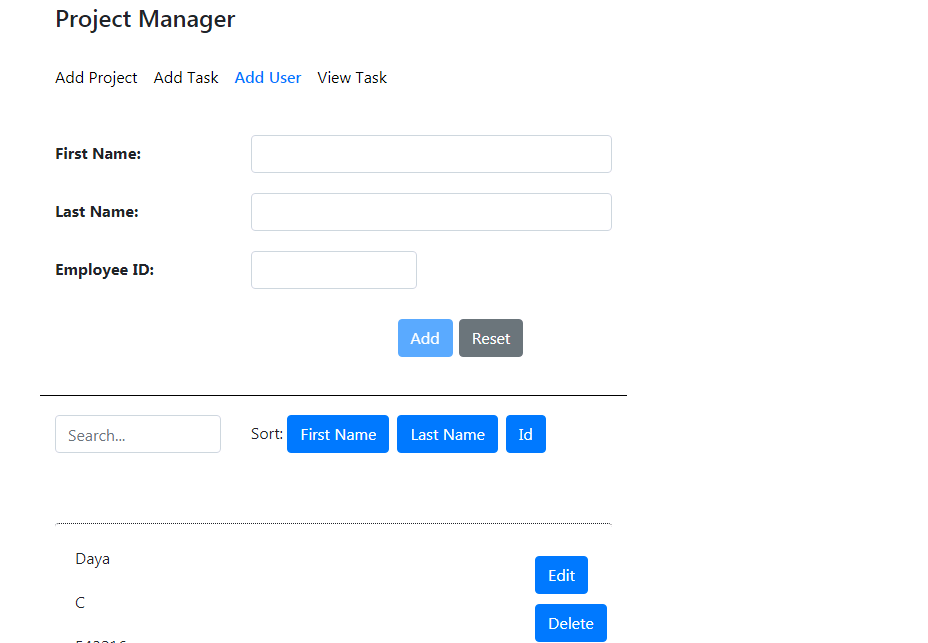 Project Manager
Add Project Add Task Add User View Task
First Name:
Last Name:
Employee ID:
Add Reset
Search... Sort: First Name Last Name Id
Daya
Edit
C
Delete